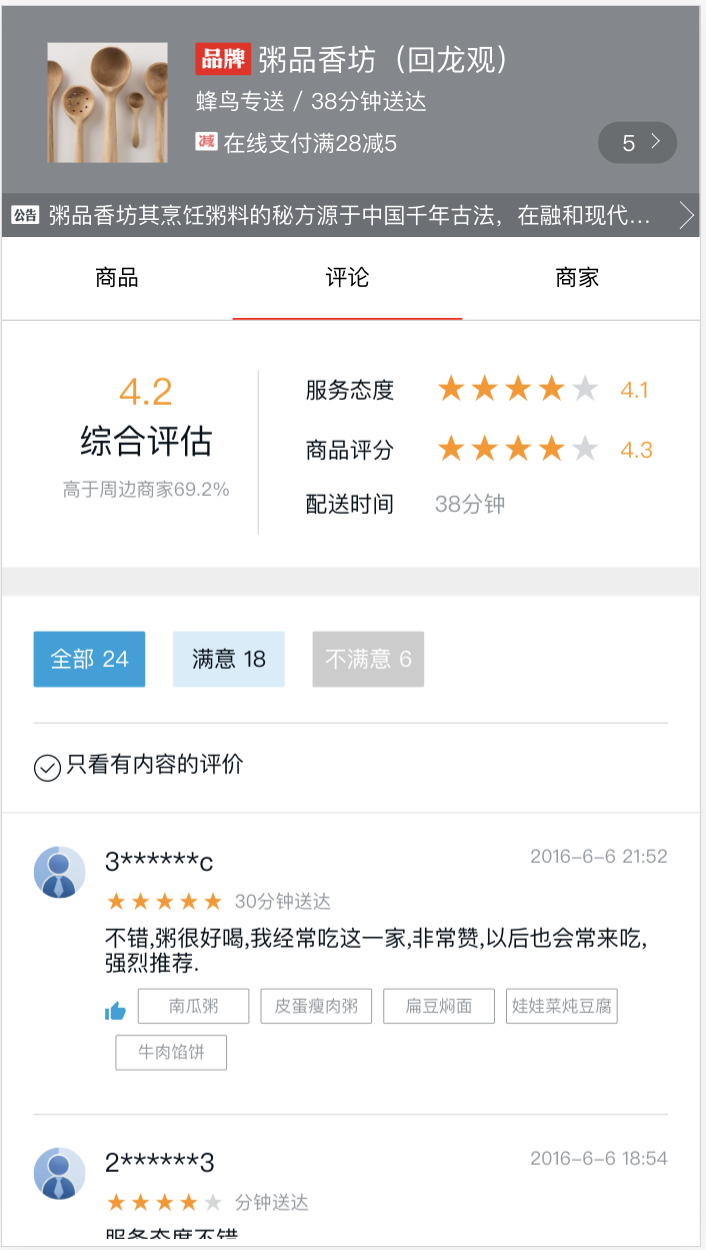 品牌 粥品香坊（回龙观）
蜂鸟专送 / 38分钟送达
减 在线支付满28减5
5
公告 粥品香坊其烹饪粥料的秘方源于中国千年古法，在融和现代...
商品 评论 商家
4.2
综合评估
高于周边商家69.2%
服务态度 4.1
商品评分 4.3
配送时间 38分钟
全部 24 满意 18 不满意 6
只看有内容的评价
3******c 2016-6-6 21:52
30分钟送达
不错,粥很好喝,我经常吃这一家,非常赞,以后也会常来吃,
强烈推荐.
南瓜粥 皮蛋瘦肉粥 扁豆焖面 娃娃菜炖豆腐
牛肉馅饼
2******3 2016-6-6 18:54
分钟送达
服务态度不错